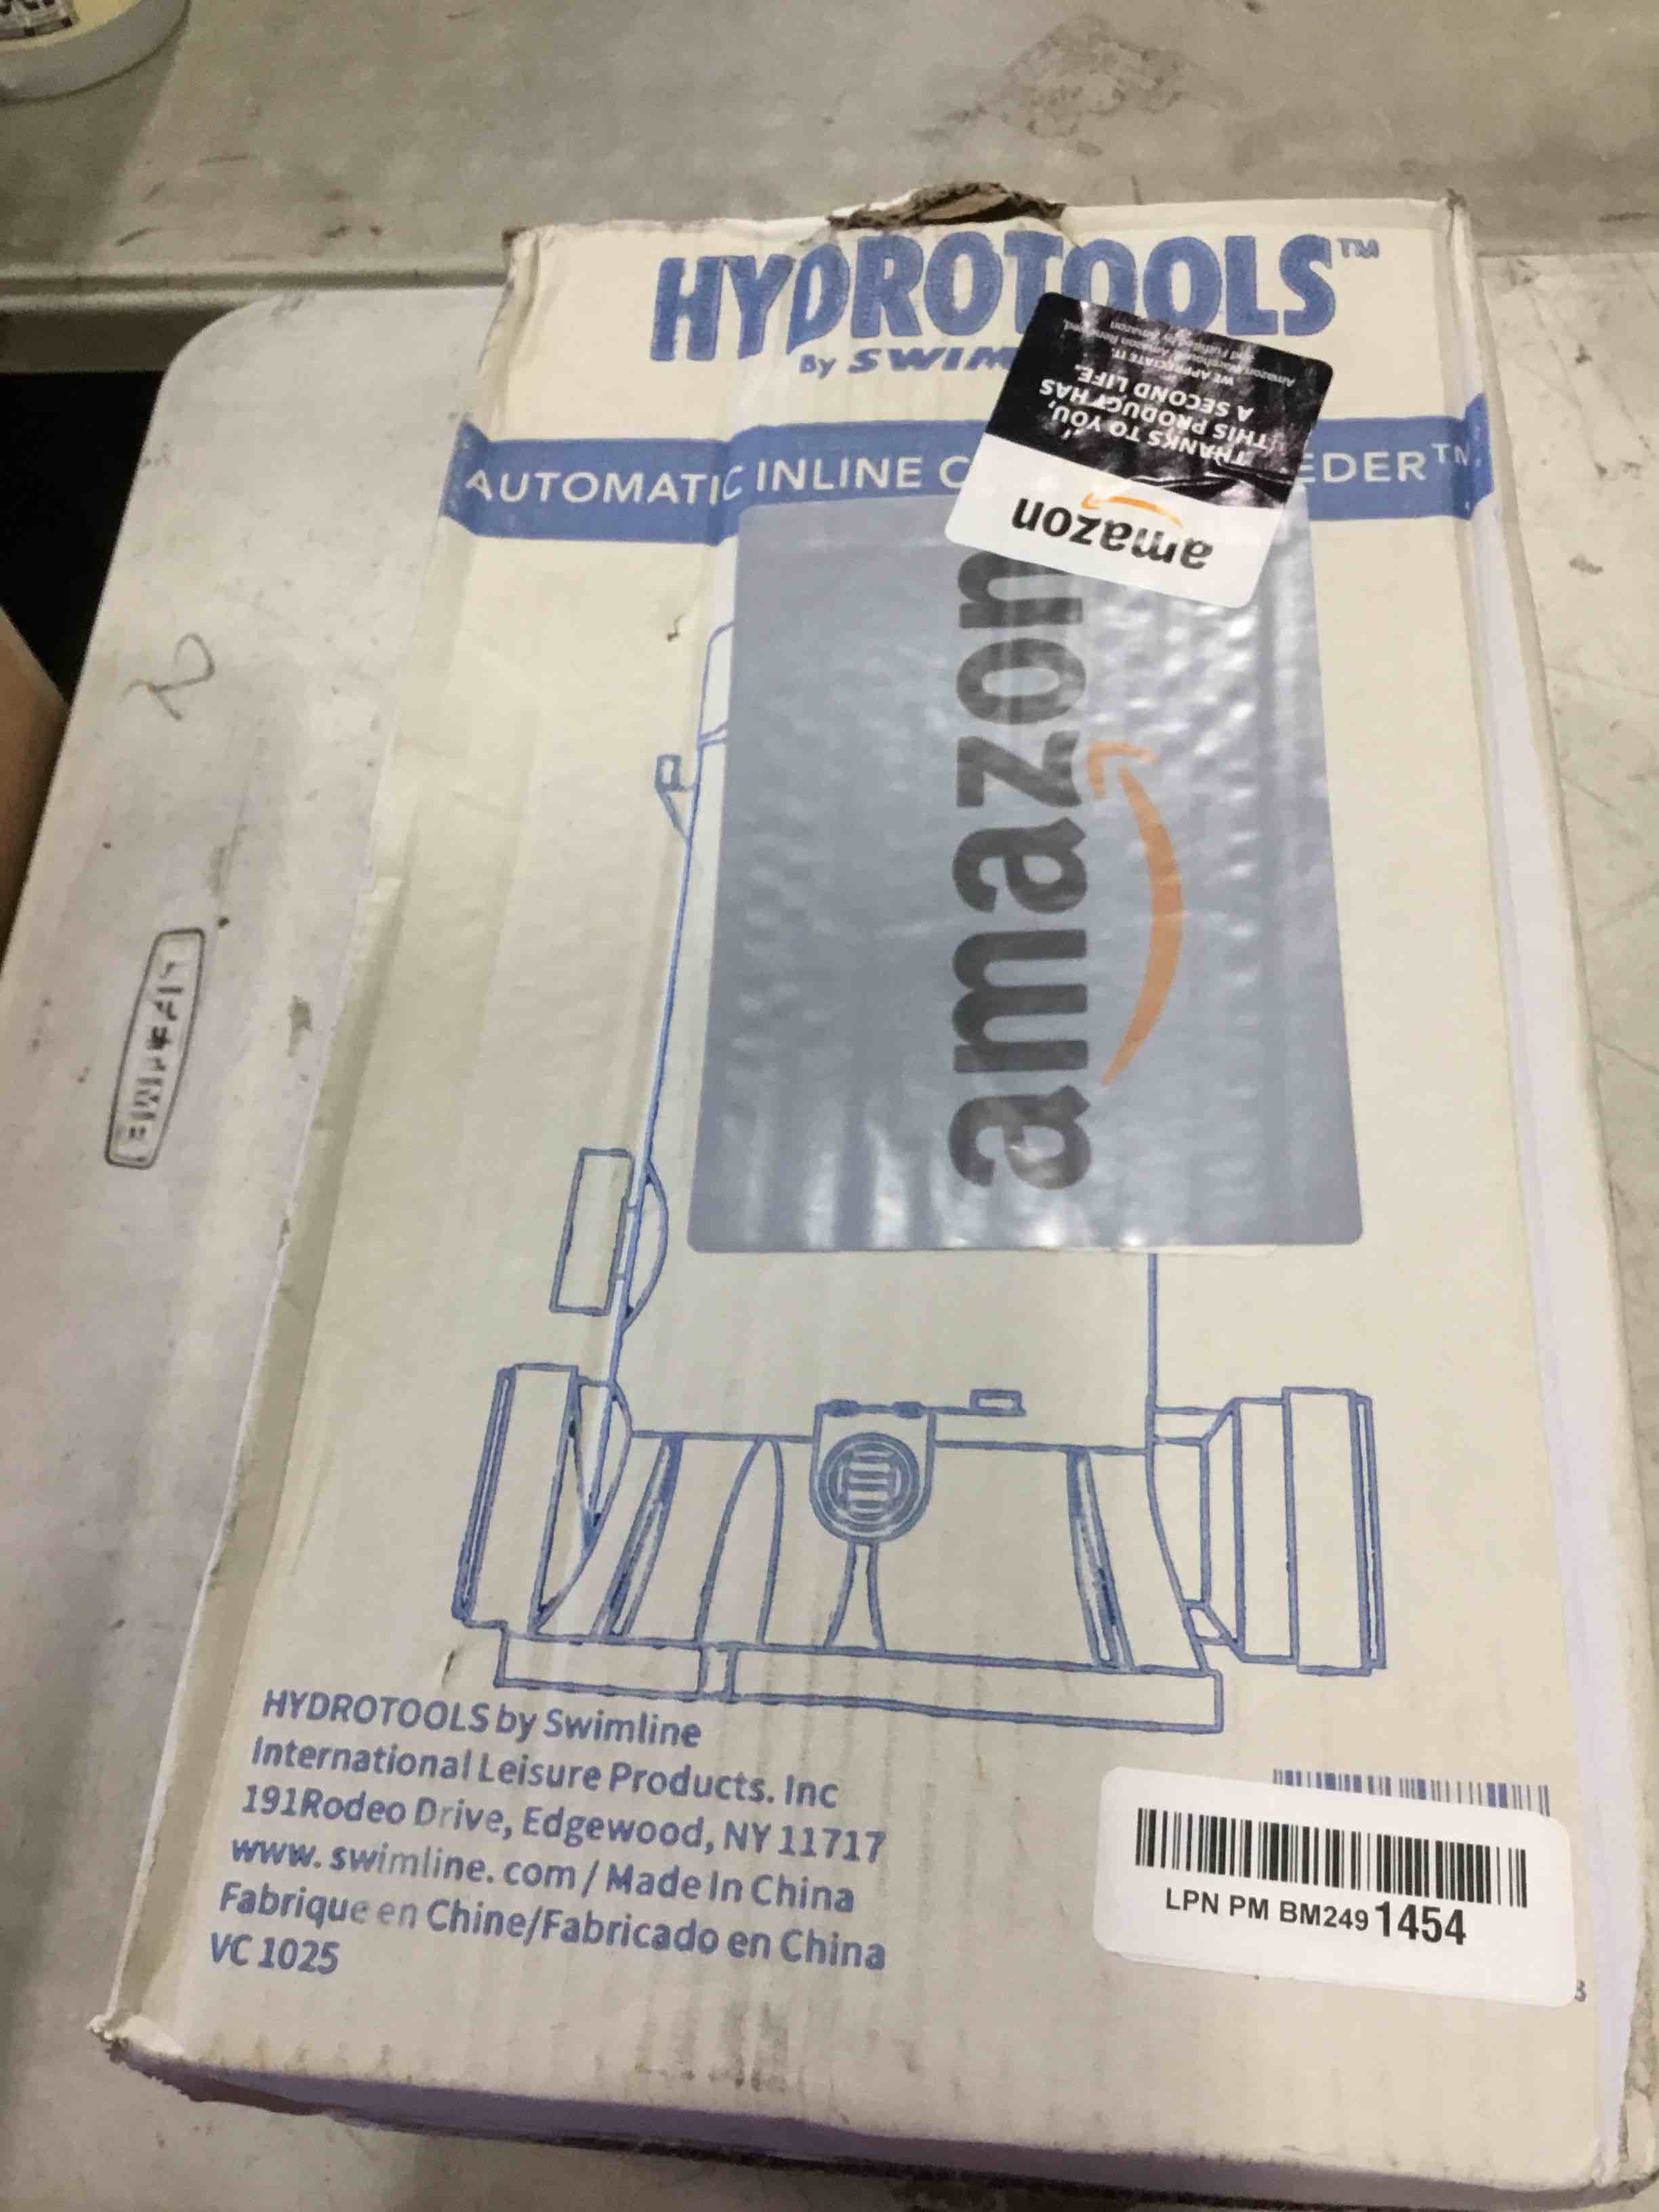 HYDROTOOLS™
By SWIM
AUTOMATIC INLINE C EDER™
amazon
THANKS TO YOU,
THIS PRODUCT HAS
A SECOND LIFE.
WE APPRECIATE IT.
amazon
LIFETIME
HYDROTOOLS by Swimline
International Leisure Products. Inc
191Rodeo Drive, Edgewood, NY 11717
www. swimline. com / Made In China
Fabrique en Chine/Fabricado en China
VC 1025
LPN PM BM2491454